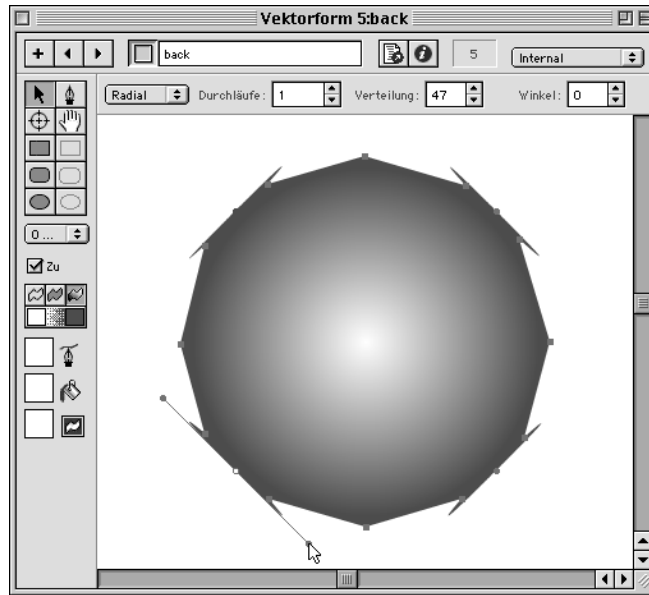 Vektorform 5:back
back 5 Internal
Radial Durchläufe: 1 Verteilung: 47 Winkel: 0
0 ...
Zu